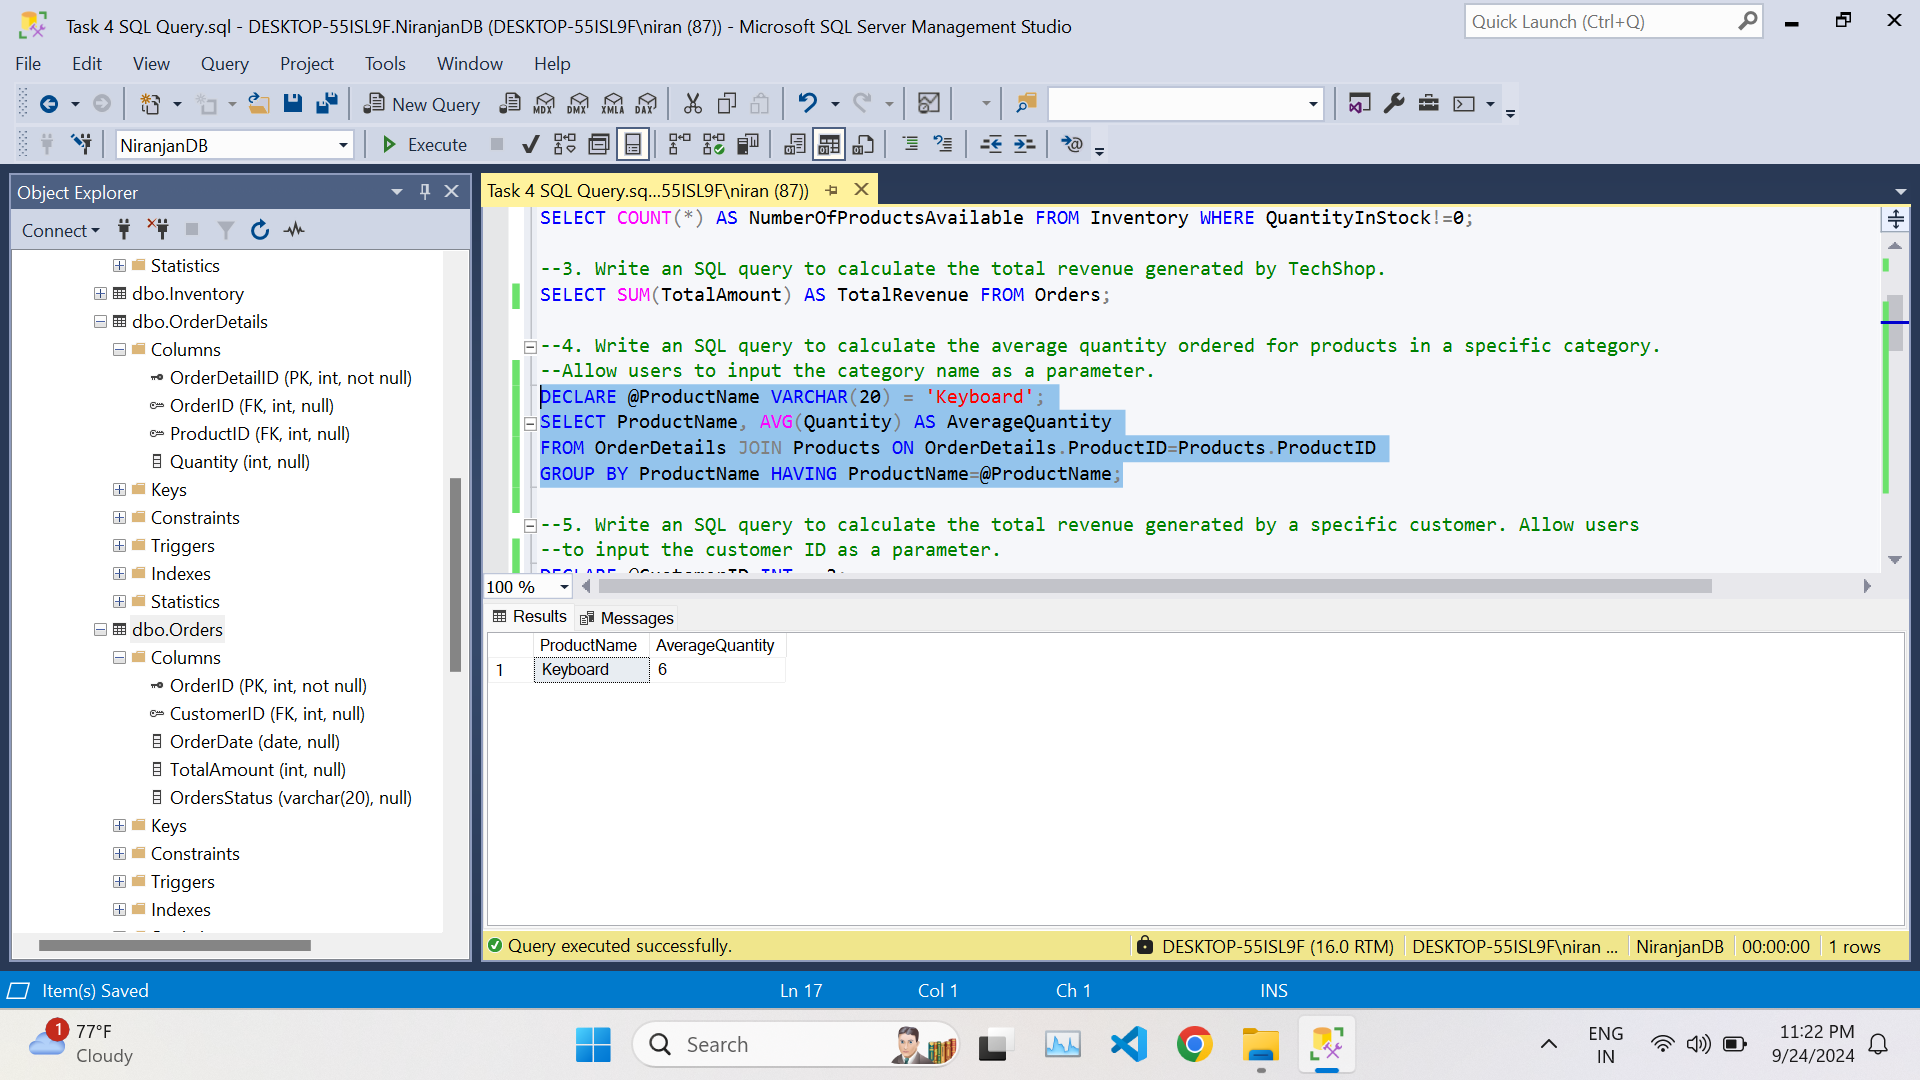 Task 4 SQL Query.sql - DESKTOP-55ISL9F.NiranjanDB (DESKTOP-55ISL9F\niran (87)) - Microsoft SQL Server Management Studio
Quick Launch (Ctrl+Q)
File Edit View Query Project Tools Window Help
New Query MDX DMX XMLA DAX
NiranjanDB Execute
Object Explorer
Connect
Statistics
dbo.Inventory
dbo.OrderDetails
Columns
OrderDetailID (PK, int, not null)
OrderID (FK, int, null)
ProductID (FK, int, null)
Quantity (int, null)
Keys
Constraints
Triggers
Indexes
Statistics
dbo.Orders
Columns
OrderID (PK, int, not null)
CustomerID (FK, int, null)
OrderDate (date, null)
TotalAmount (int, null)
OrdersStatus (varchar(20), null)
Keys
Constraints
Triggers
Indexes
Task 4 SQL Query.sq...55ISL9F\niran (87))
SELECT COUNT(*) AS NumberOfProductsAvailable FROM Inventory WHERE QuantityInStock!=0;
--3. Write an SQL query to calculate the total revenue generated by TechShop.
SELECT SUM(TotalAmount) AS TotalRevenue FROM Orders;
--4. Write an SQL query to calculate the average quantity ordered for products in a specific category.
--Allow users to input the category name as a parameter.
DECLARE @ProductName VARCHAR(20) = 'Keyboard';
SELECT ProductName, AVG(Quantity) AS AverageQuantity
FROM OrderDetails JOIN Products ON OrderDetails.ProductID=Products.ProductID
GROUP BY ProductName HAVING ProductName=@ProductName;
--5. Write an SQL query to calculate the total revenue generated by a specific customer. Allow users
--to input the customer ID as a parameter.
100 %
Results Messages
ProductName AverageQuantity
1 Keyboard 6
Query executed successfully. DESKTOP-55ISL9F (16.0 RTM) DESKTOP-55ISL9F\niran ... NiranjanDB 00:00:00 1 rows
Item(s) Saved Ln 17 Col 1 Ch 1 INS
1
77°F
Cloudy
Search
ENG
IN
11:22 PM
9/24/2024